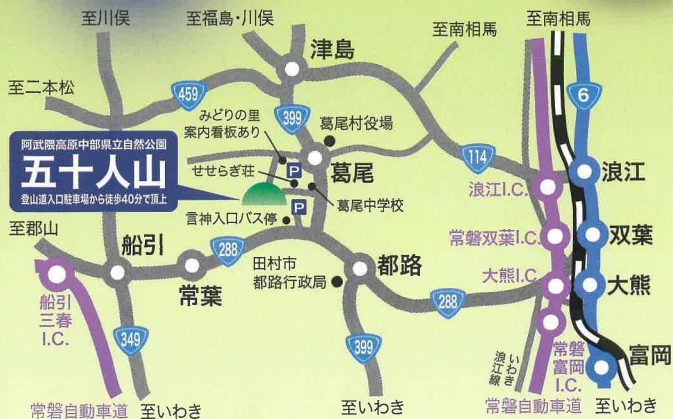 至川俣
至福島・川俣
至南相馬
至南相馬
津島
6
至二本松
459
399
みどりの里
案内看板あり
葛尾村役場
阿武隈高原中部県立自然公園
五十人山
登山道入口駐車場から徒歩40分で頂上
P
せせらぎ荘
葛尾
114
浪江
浪江I.C.
葛尾中学校
P
言神入口バス停
至郡山
288
船引
常葉
田村市
都路行政局
都路
常磐双葉I.C.
双葉
大熊I.C.
大熊
船引
三春
I.C.
349
288
399
いわき
浪江線
常磐
富岡
I.C.
富岡
常磐自動車道
至いわき
至いわき
常磐自動車道
至いわき